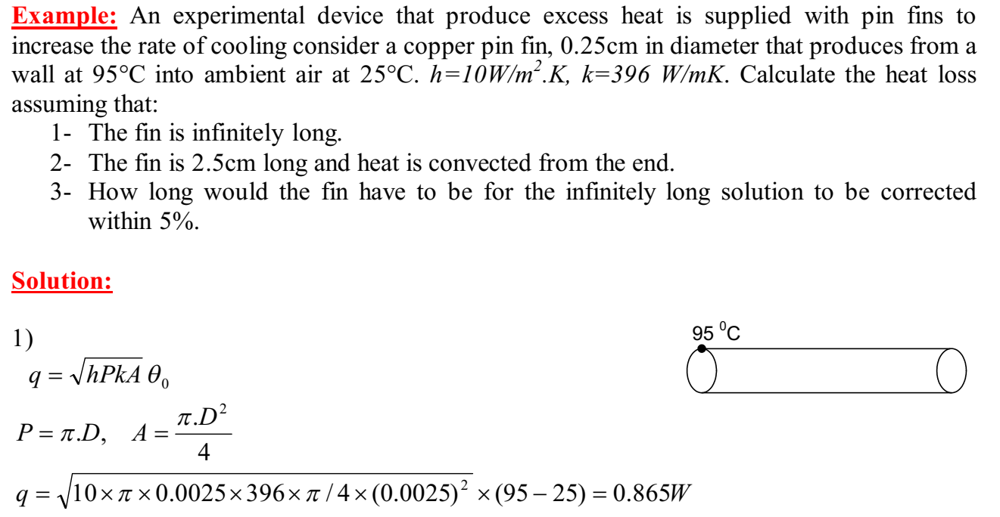 Example: An experimental device that produce excess heat is supplied with pin fins to
increase the rate of cooling consider a copper pin fin, 0.25cm in diameter that produces from a
wall at 95°C into ambient air at 25°C. h=10W/m².K, k=396 W/mK. Calculate the heat loss
assuming that:
1- The fin is infinitely long.
2- The fin is 2.5cm long and heat is convected from the end.
3- How long would the fin have to be for the infinitely long solution to be corrected
within 5%.
Solution:
1)
95 ⁰C
q = √(hPkA) θ₀
P = π.D, A = π.D²/4
q = √(10×π×0.0025×396×π/4×(0.0025)²) ×(95−25) = 0.865W